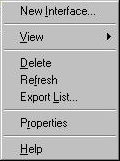 New Interface...
View
Delete
Refresh
Export List...
Properties
Help